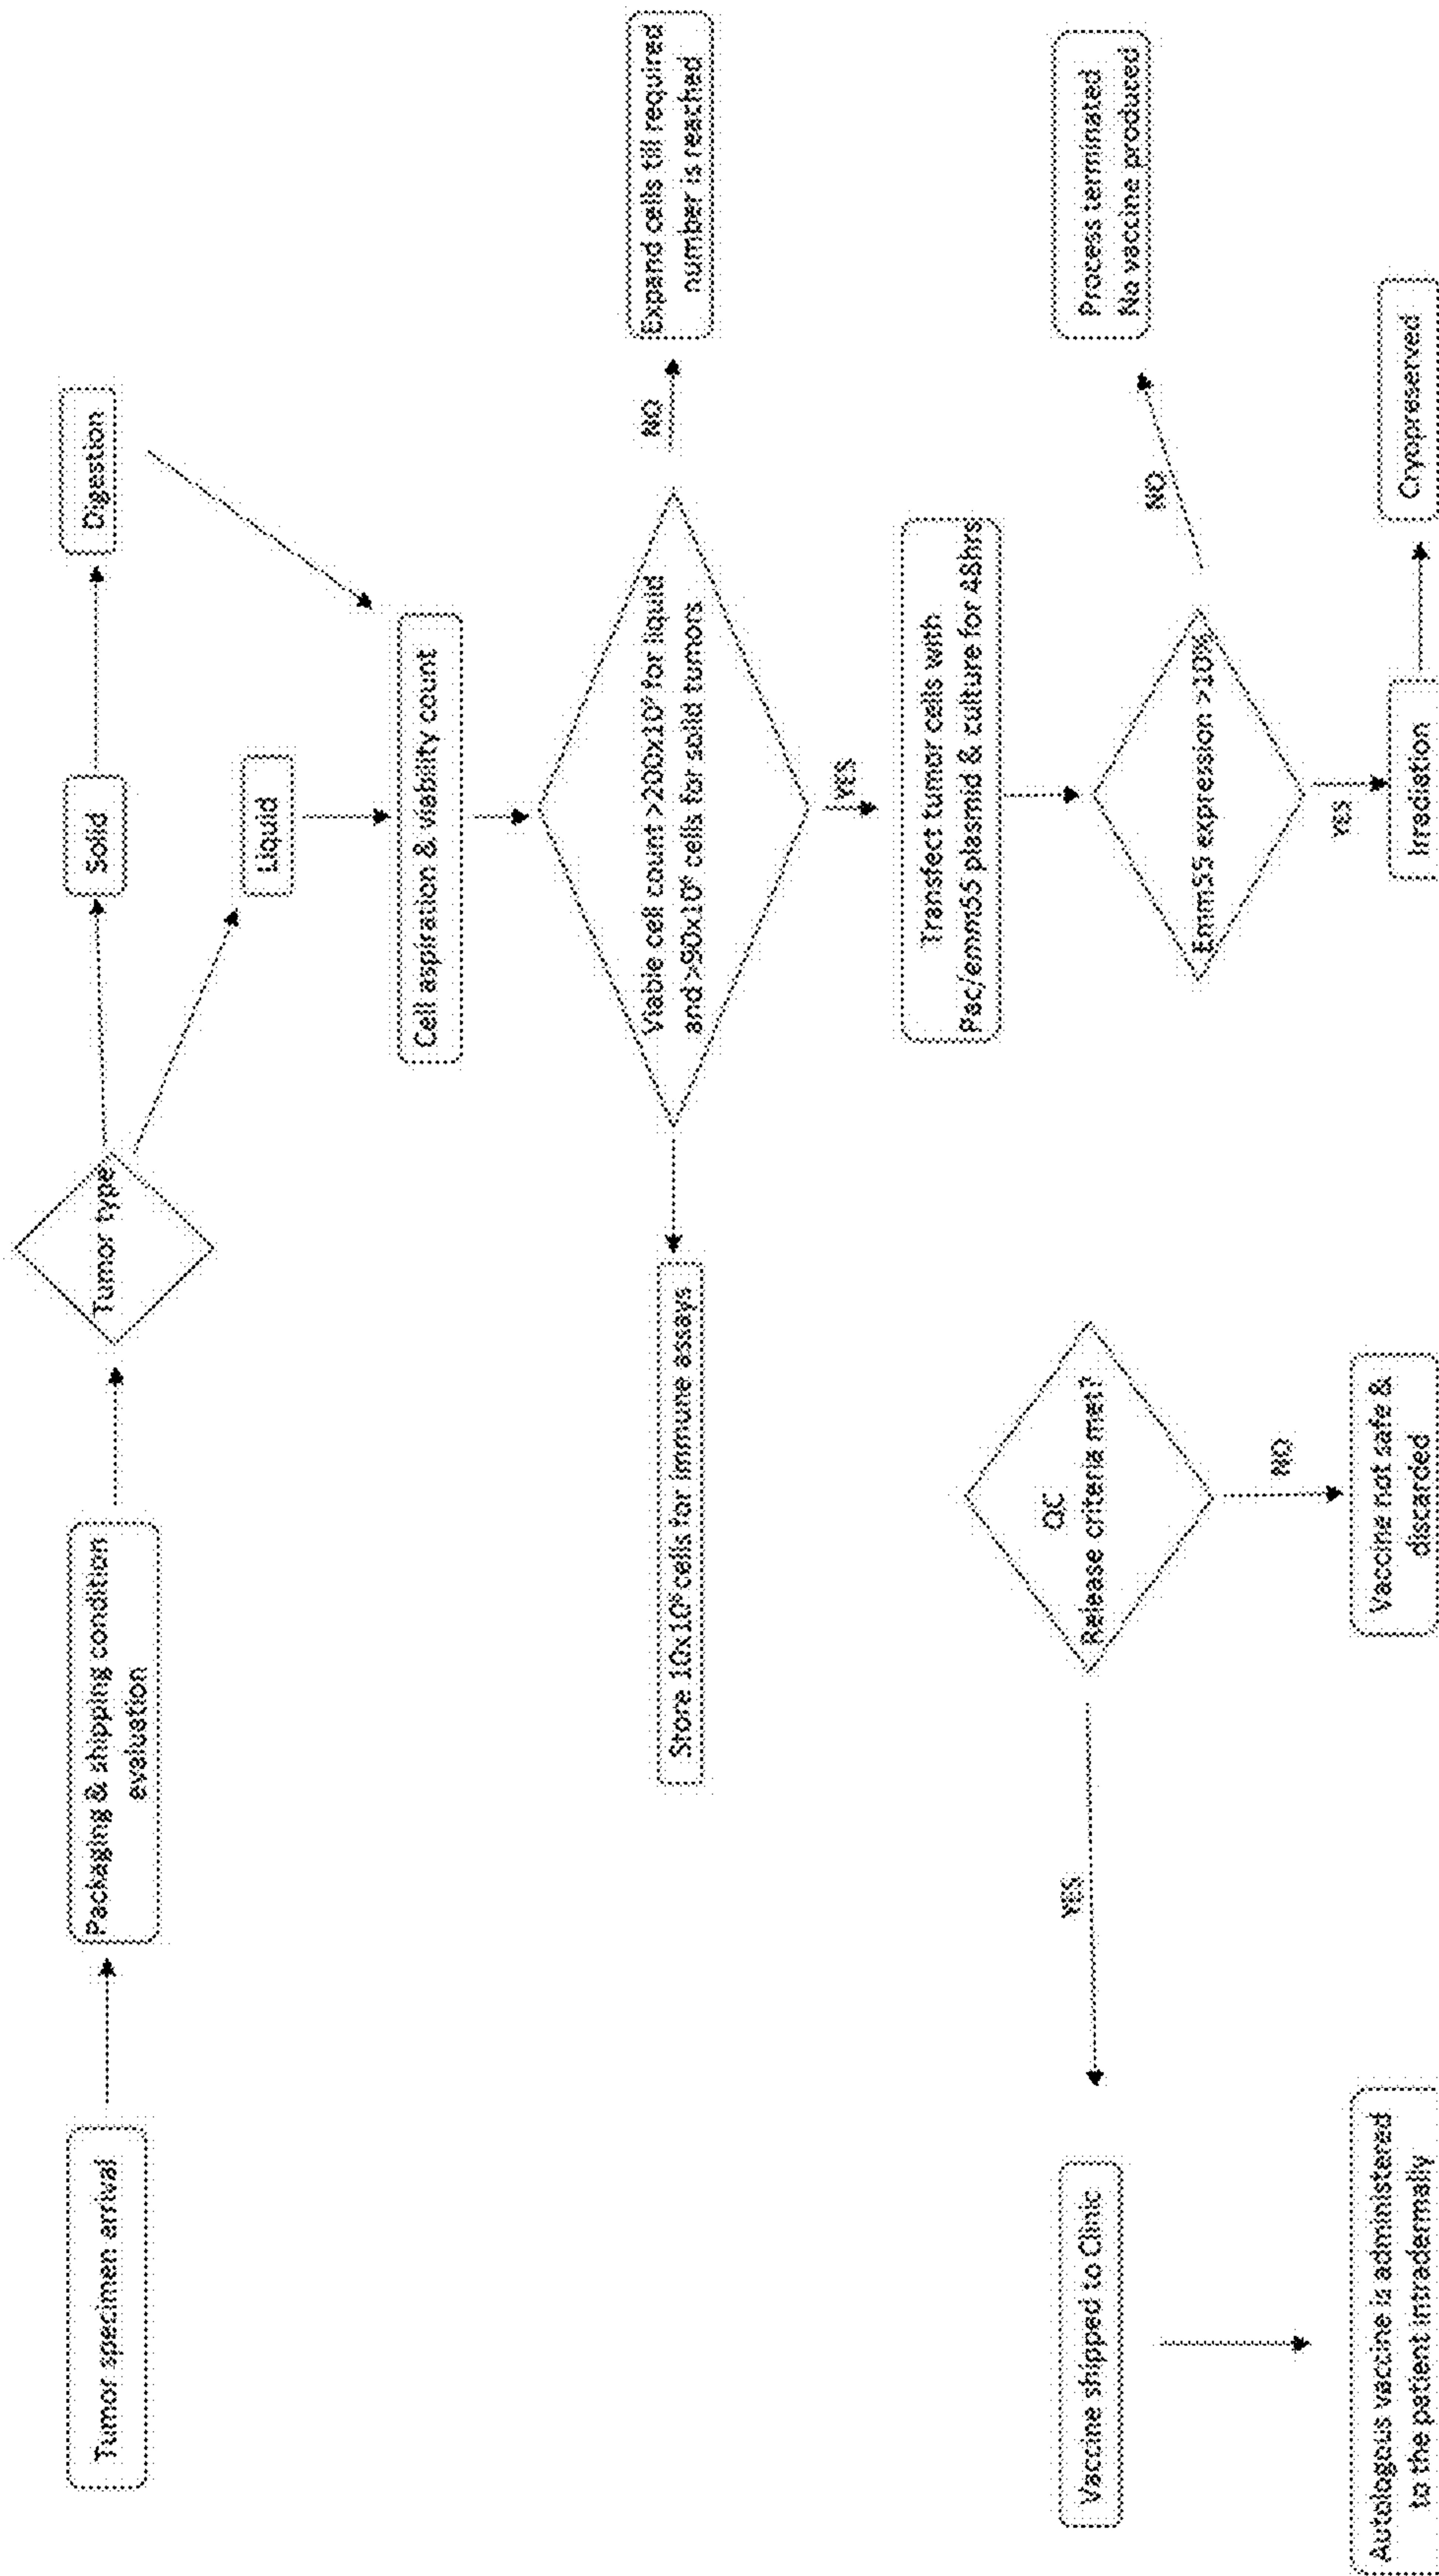 Tumor specimen arrival
Packaging & shipping condition
evaluation
Tumor type
Solid
Digestion
Liquid
Cell aspiration & viability count
Viable cell count >200x10⁷ for liquid
and >90x10⁶ cells for solid tumors
NO
Expand cells till required
number is reached
Store 10x10⁶ cells for immune assays
YES
Transfect tumor cells with
Pac/emm55 plasmid & culture for 48hrs
Emm55 expression >10%
NO
Process terminated
No vaccine produced
YES
Irradiation
Cryopreserved
QC
Release criteria met?
NO
Vaccine not safe &
discarded
YES
Vaccine shipped to Clinic
Autologous vaccine is administered
to the patient intradermally